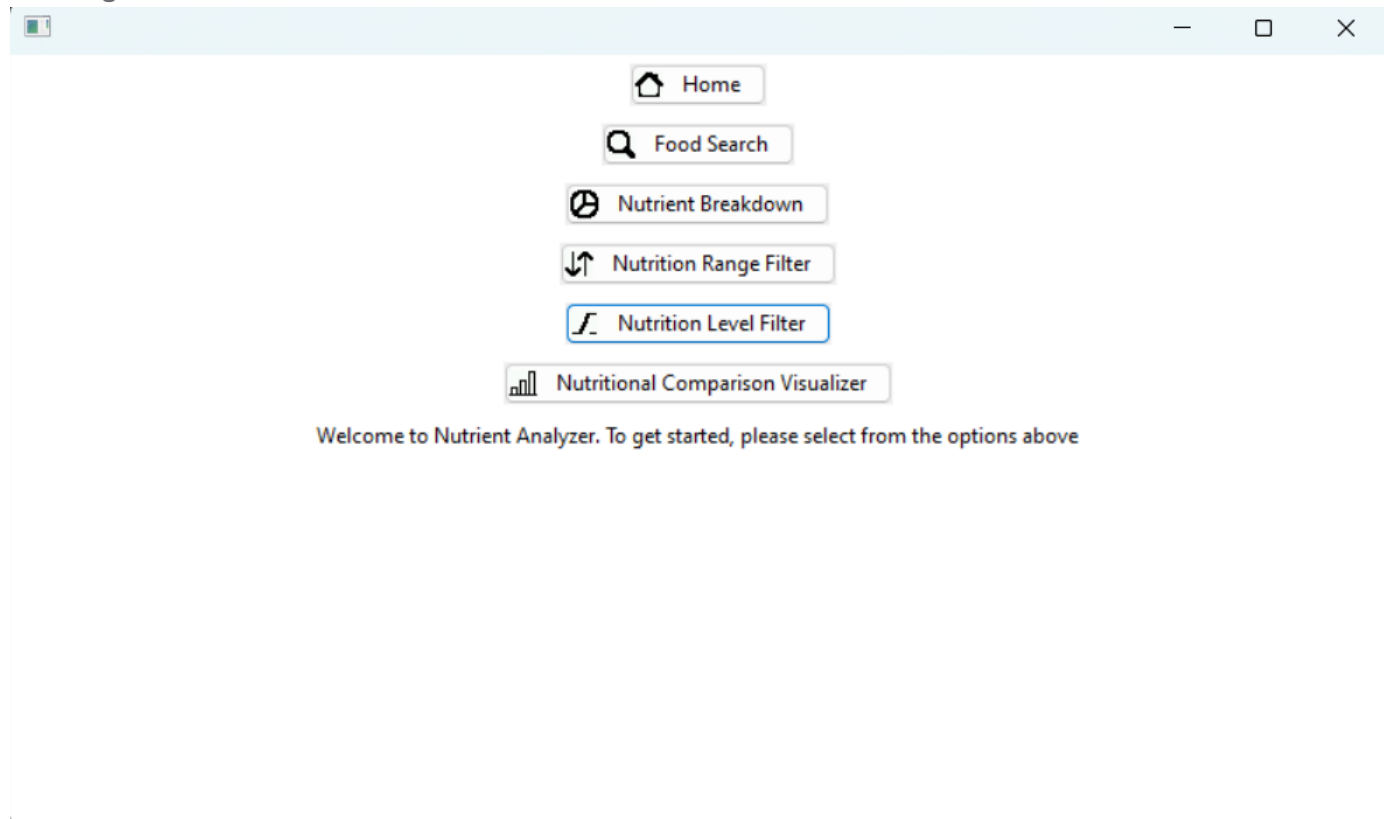 Home
Food Search
Nutrient Breakdown
Nutrition Range Filter
Nutrition Level Filter
Nutritional Comparison Visualizer
Welcome to Nutrient Analyzer. To get started, please select from the options above